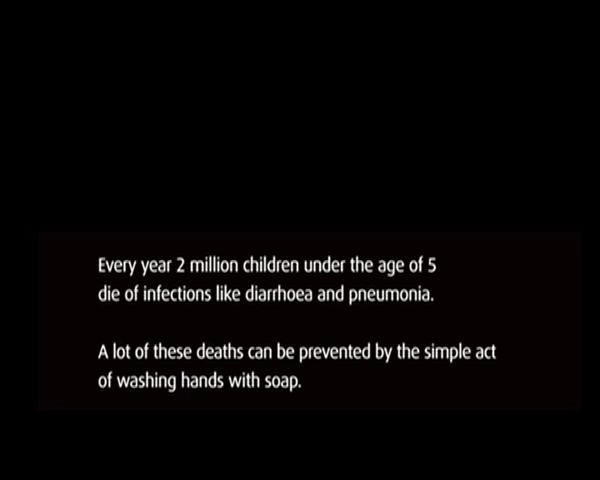 Every year 2 million children under the age of 5
die of infections like diarrhoea and pneumonia.
A lot of these deaths can be prevented by the simple act
of washing hands with soap.